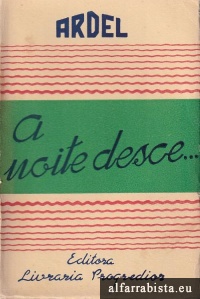 ARDEL
a
noite desce...
Editora
Livraria Progredior
alfarrabista.eu